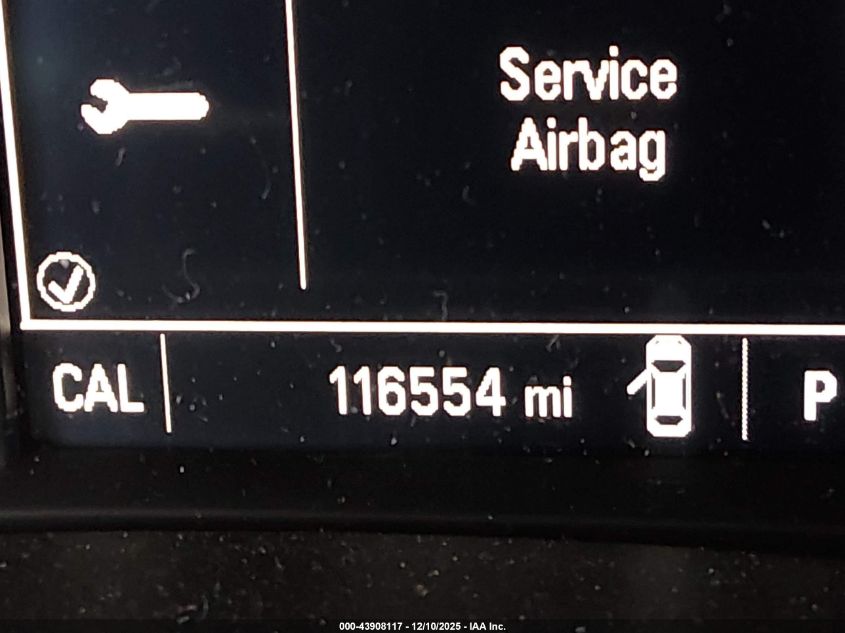 Service
Airbag
CAL
116554 mi
P
000-43908117 - 12/10/2025 - IAA Inc.